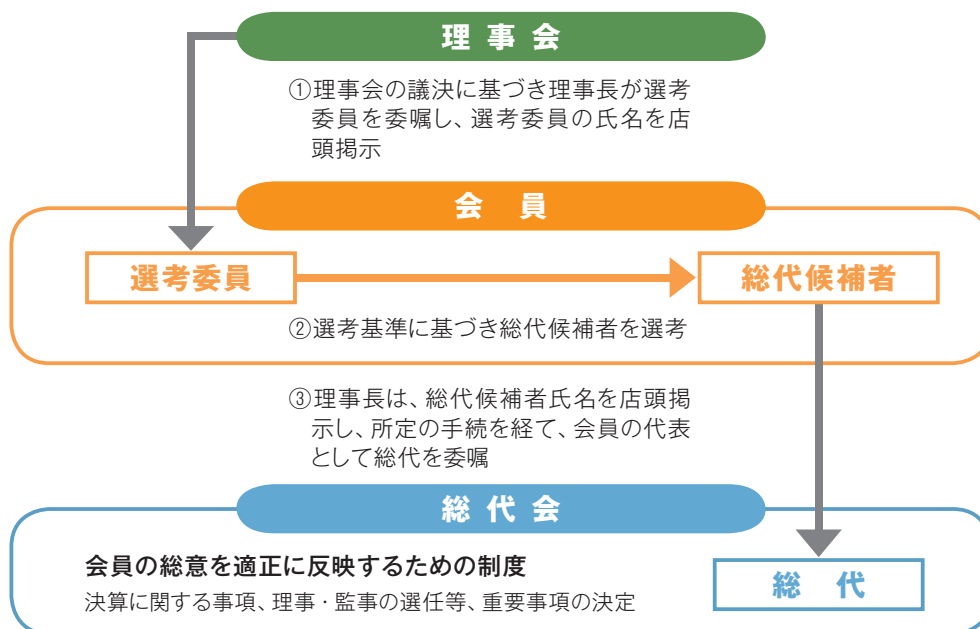 理事会
①理事会の議決に基づき理事長が選考
委員を委嘱し、選考委員の氏名を店
頭掲示
会員
選考委員
総代候補者
②選考基準に基づき総代候補者を選考
③理事長は、総代候補者氏名を店頭掲
示し、所定の手続を経て、会員の代表
として総代を委嘱
総代会
会員の総意を適正に反映するための制度
決算に関する事項、理事・監事の選任等、重要事項の決定
総代